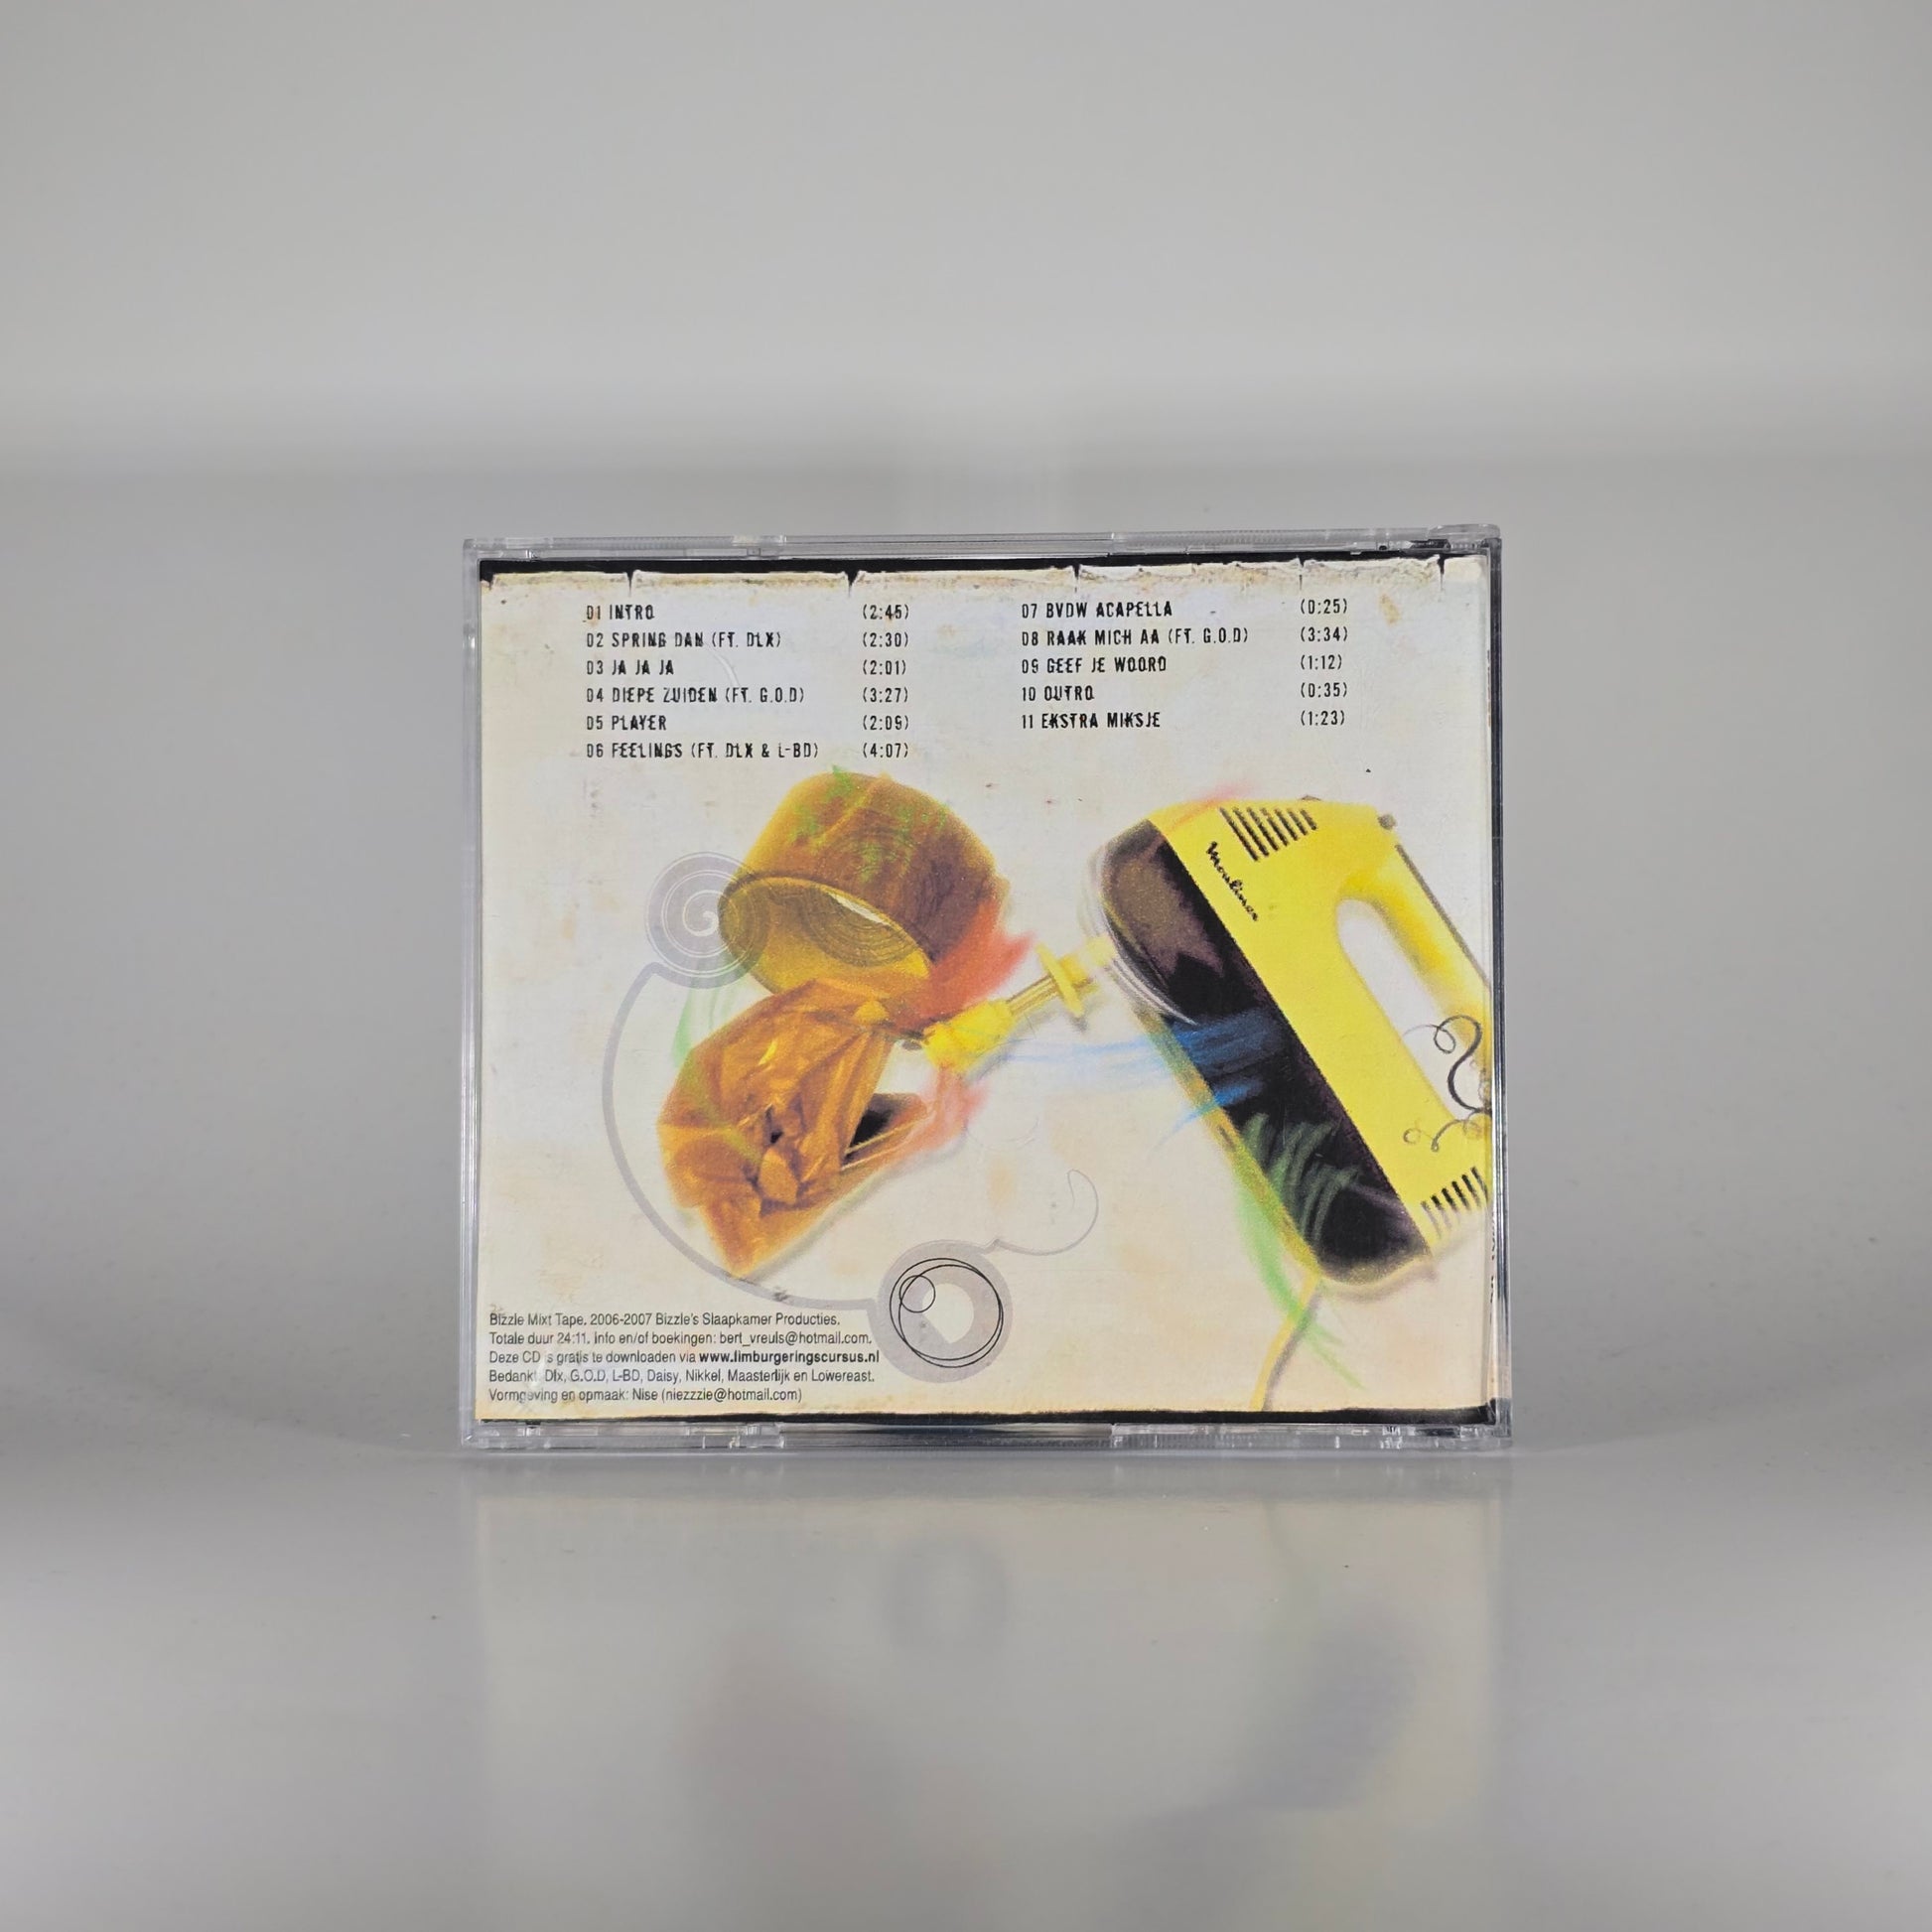 01 INTRO (2:45)
02 SPRING DAN (FT. DLX) (2:30)
03 JA JA JA (2:01)
04 DIEPE ZUIDEN (FT. G.O.D) (3:27)
05 PLAYER (2:09)
06 FEELINGS (FT. DLX & L-BD) (4:07)
07 BVDW ACAPELLA (0:25)
08 RAAK MICH AA (FT. G.O.D) (3:34)
09 GEEF JE WOORD (1:12)
10 OUTRO (0:35)
11 EKSTRA MIKSJE (1:23)
Moulinex
Bizzle Mixt Tape. 2006-2007 Bizzle's Slaapkamer Producties.
Totale duur 24:11. info en/of boekingen: bert_vreuls@hotmail.com.
Deze CD is gratis te downloaden via www.limburgeringscursus.nl
Bedankt Dlx, G.O.D, L-BD, Daisy, Nikkel, Maasterlijk en Lowereast.
Vormgeving en opmaak: Nise (niezzzie@hotmail.com)